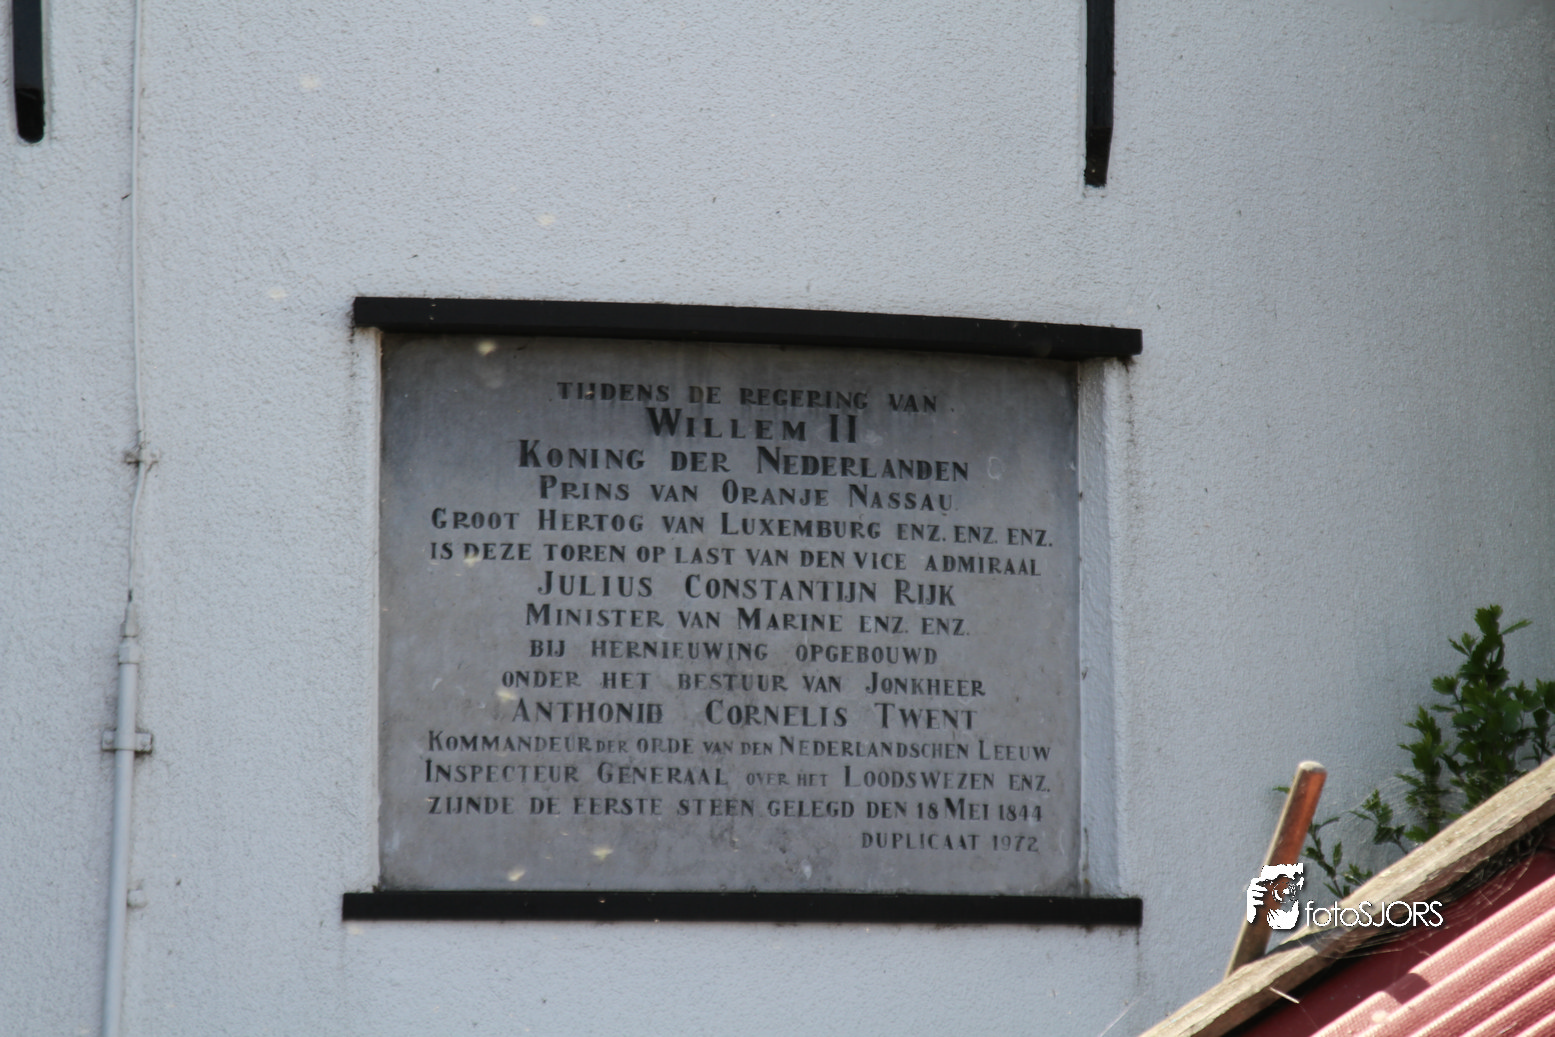 TIJDENS DE REGERING VAN
WILLEM II
KONING DER NEDERLANDEN
PRINS VAN ORANJE NASSAU
GROOT HERTOG VAN LUXEMBURG ENZ. ENZ. ENZ.
IS DEZE TOREN OP LAST VAN DEN VICE ADMIRAAL
JULIUS CONSTANTIJN RIJK
MINISTER VAN MARINE ENZ. ENZ.
BIJ HERNIEUWING OPGEBOUWD
ONDER HET BESTUUR VAN JONKHEER
ANTHONID CORNELIS TWENT
KOMMANDEUR DER ORDE VAN DEN NEDERLANDSCHEN LEEUW
INSPECTEUR GENERAAL OVER HET LOODSWEZEN ENZ.
ZIJNDE DE EERSTE STEEN GELEGD DEN 18 MEI 1844
DUPLICAAT 1972
fotoSJORS